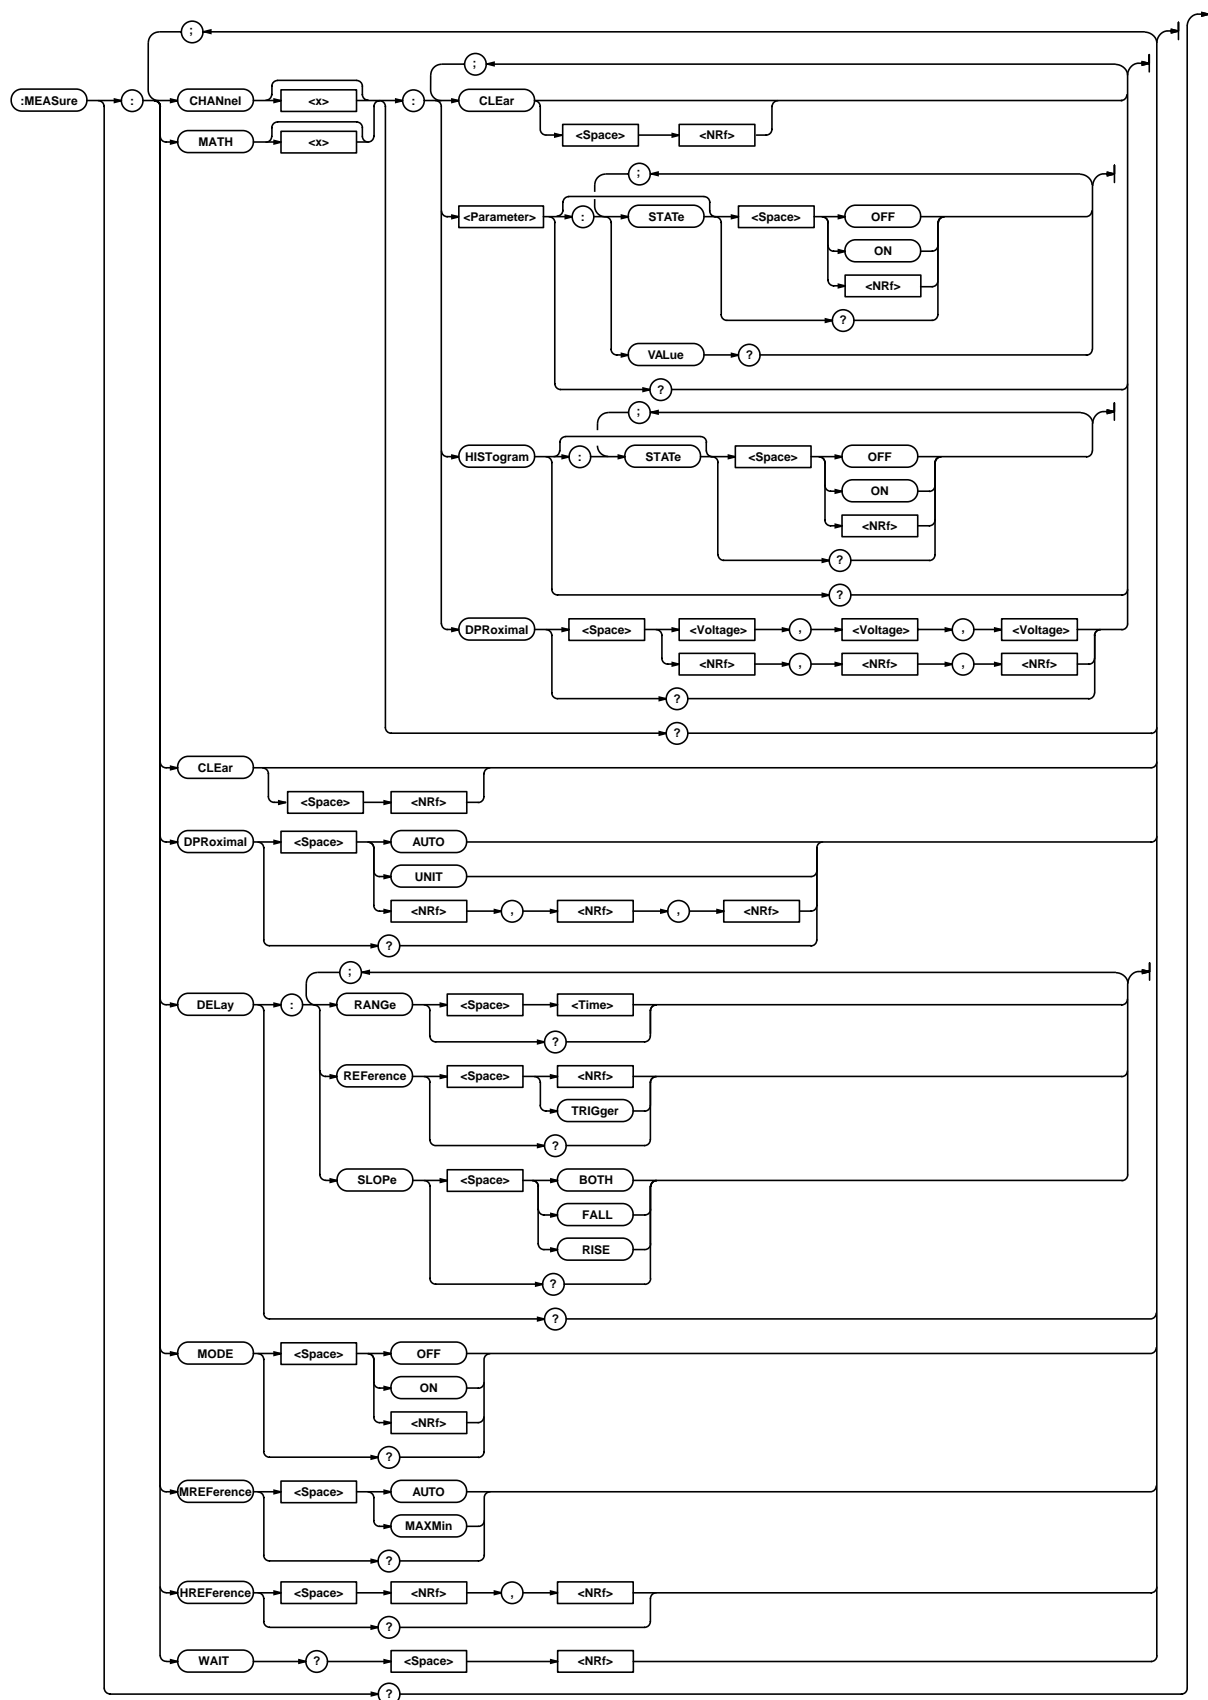 ;
;
:MEASure : CHANnel <x> : CLEar
MATH <x>
<Space> <NRf>
;
<Parameter> : STATe <Space> OFF
ON
<NRf>
?
VALue ?
?
;
HISTogram : STATe <Space> OFF
ON
<NRf>
?
?
DPRoximal <Space> <Voltage> , <Voltage> , <Voltage>
<NRf> , <NRf> , <NRf>
?
?
CLEar
<Space> <NRf>
DPRoximal <Space> AUTO
UNIT
<NRf> , <NRf> , <NRf>
?
;
DELay : RANGe <Space> <Time>
?
REFerence <Space> <NRf>
TRIGger
?
SLOPe <Space> BOTH
FALL
RISE
?
?
MODE <Space> OFF
ON
<NRf>
?
MREFerence <Space> AUTO
MAXMin
?
HREFerence <Space> <NRf> , <NRf>
?
WAIT ? <Space> <NRf>
?